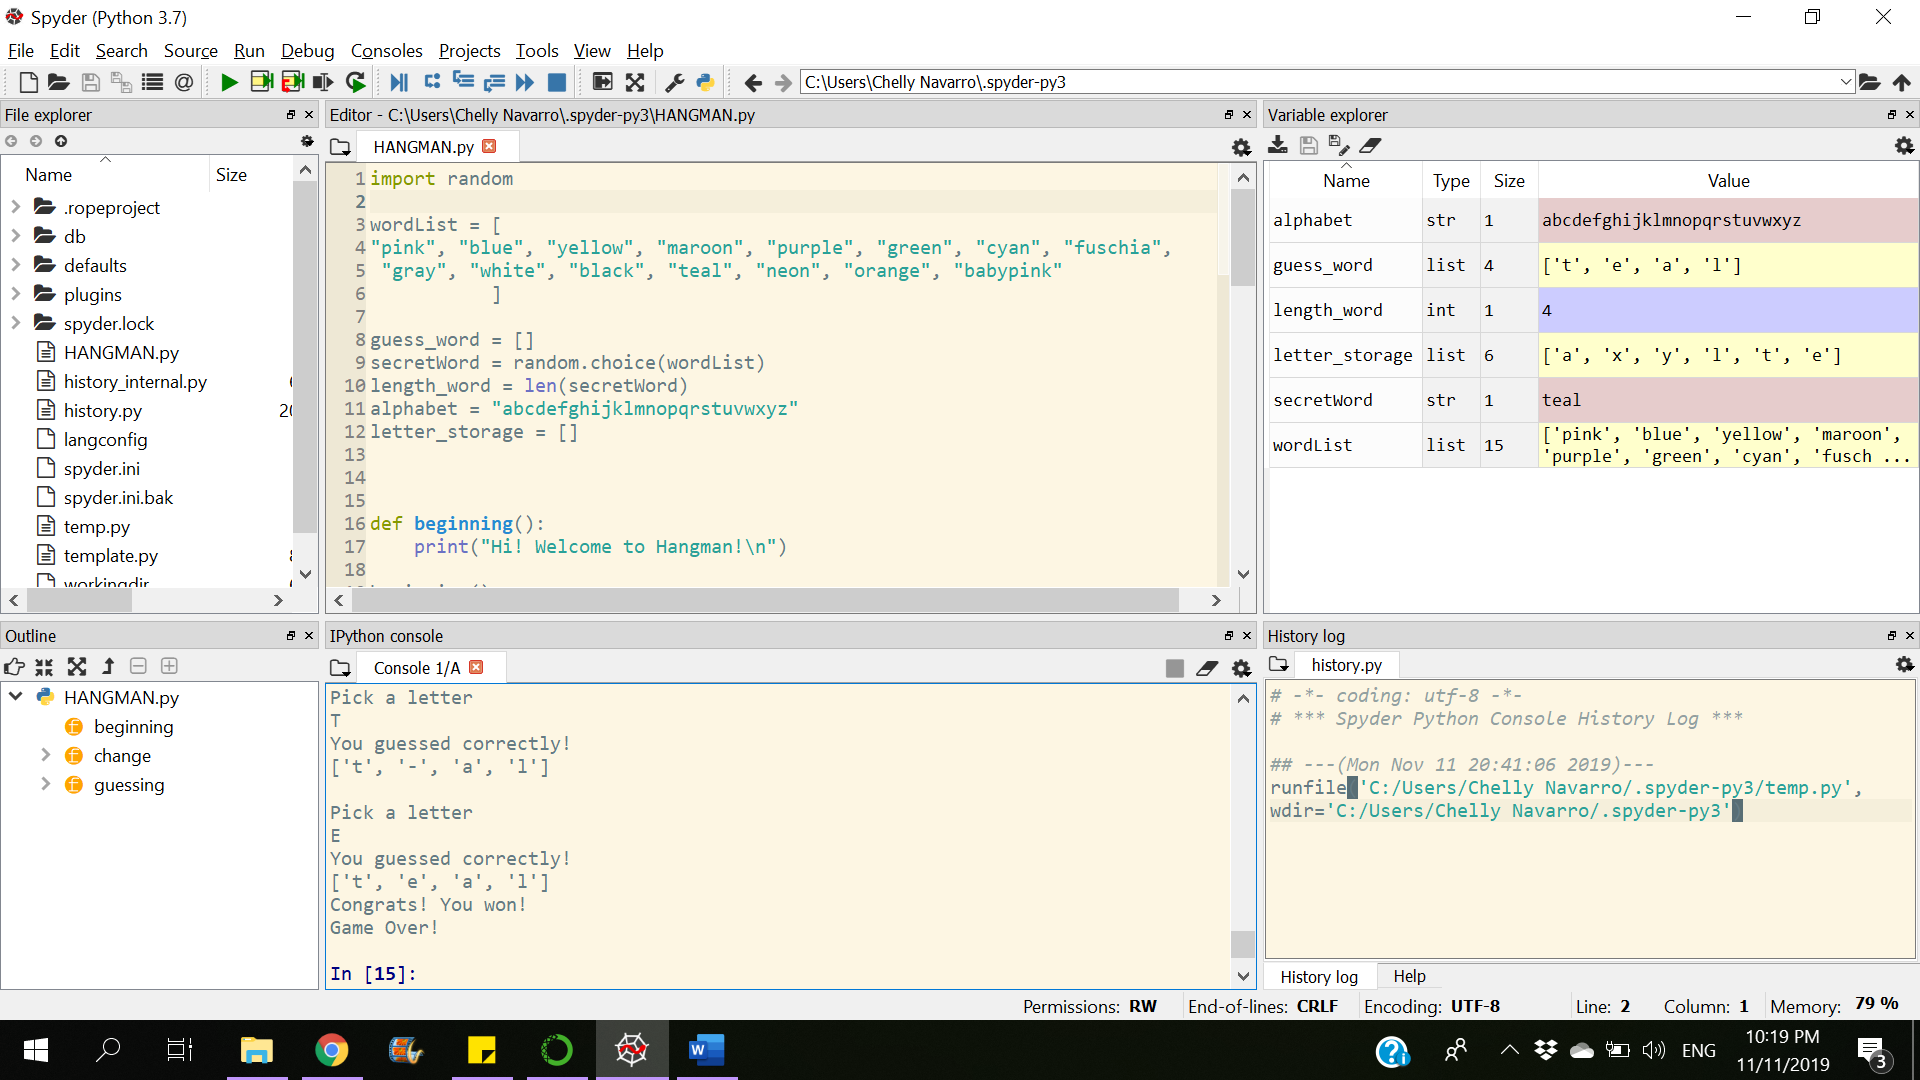 Spyder (Python 3.7)
File Edit Search Source Run Debug Consoles Projects Tools View Help
C:\Users\Chelly Navarro\.spyder-py3
File explorer
Name Size
.ropeproject
db
defaults
plugins
spyder.lock
HANGMAN.py
history_internal.py
history.py
langconfig
spyder.ini
spyder.ini.bak
temp.py
template.py
workingdir
Editor - C:\Users\Chelly Navarro\.spyder-py3\HANGMAN.py
HANGMAN.py
1 import random
2
3 wordList = [
4 "pink", "blue", "yellow", "maroon", "purple", "green", "cyan", "fuschia",
5 "gray", "white", "black", "teal", "neon", "orange", "babypink"
6 ]
7
8 guess_word = []
9 secretWord = random.choice(wordList)
10 length_word = len(secretWord)
11 alphabet = "abcdefghijklmnopqrstuvwxyz"
12 letter_storage = []
13
14
15
16 def beginning():
17 print("Hi! Welcome to Hangman!\n")
18
Variable explorer
Name Type Size Value
alphabet str 1 abcdefghijklmnopqrstuvwxyz
guess_word list 4 ['t', 'e', 'a', 'l']
length_word int 1 4
letter_storage list 6 ['a', 'x', 'y', 'l', 't', 'e']
secretWord str 1 teal
wordList list 15 ['pink', 'blue', 'yellow', 'maroon',
'purple', 'green', 'cyan', 'fusch ...
Outline
HANGMAN.py
beginning
change
guessing
IPython console
Console 1/A
Pick a letter
T
You guessed correctly!
['t', '-', 'a', 'l']
Pick a letter
E
You guessed correctly!
['t', 'e', 'a', 'l']
Congrats! You won!
Game Over!
In [15]:
History log
history.py
# -*- coding: utf-8 -*-
# *** Spyder Python Console History Log ***
## ---(Mon Nov 11 20:41:06 2019)---
runfile('C:/Users/Chelly Navarro/.spyder-py3/temp.py',
wdir='C:/Users/Chelly Navarro/.spyder-py3')
History log Help
Permissions: RW End-of-lines: CRLF Encoding: UTF-8 Line: 2 Column: 1 Memory: 79 %
ENG
10:19 PM
11/11/2019
3